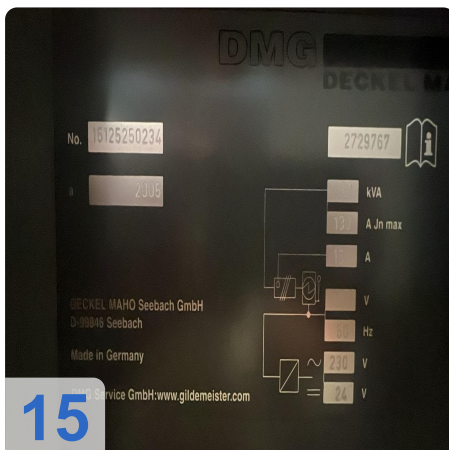 DMG
DECKEL MA
No. 15125250234
2729767
a 2005
kVA
A Jn max
A
V
50 Hz
DECKEL MAHO Seebach GmbH
D-99846 Seebach
230 V
Made in Germany
24 V
DMG Service GmbH:www.gildemeister.com
15